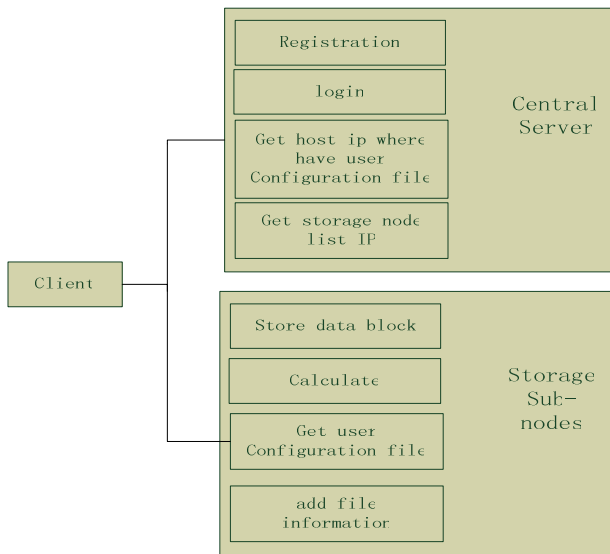 Registration
login
Get host ip where
have user
Configuration file
Get storage node
list IP
Central
Server
Client
Store data block
Calculate
Get user
Configuration file
add file
information
Storage
Sub-
nodes